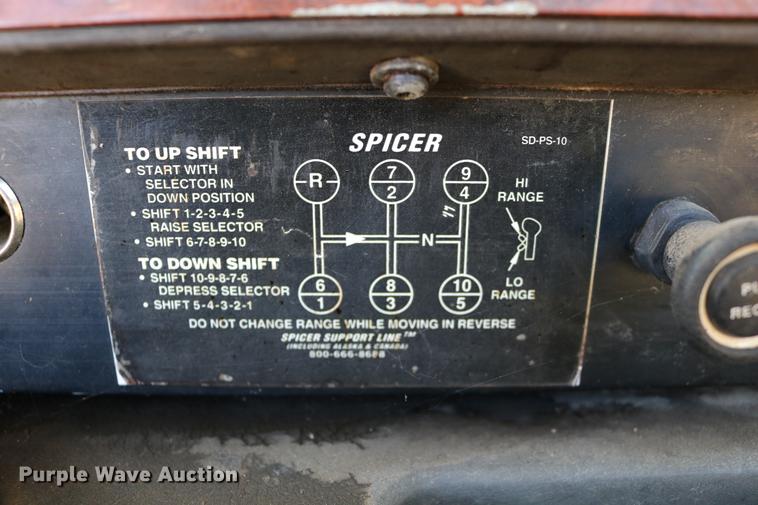 SPICER
SD-PS-10
TO UP SHIFT
• START WITH
SELECTOR IN
DOWN POSITION
• SHIFT 1-2-3-4-5
RAISE SELECTOR
• SHIFT 6-7-8-9-10
TO DOWN SHIFT
• SHIFT 10-9-8-7-6
DEPRESS SELECTOR
• SHIFT 5-4-3-2-1
R
7
2
9
4
N
6
1
8
3
10
5
HI
RANGE
LO
RANGE
DO NOT CHANGE RANGE WHILE MOVING IN REVERSE
SPICER SUPPORT LINE™
(INCLUDING ALASKA & CANADA)
Purple Wave Auction